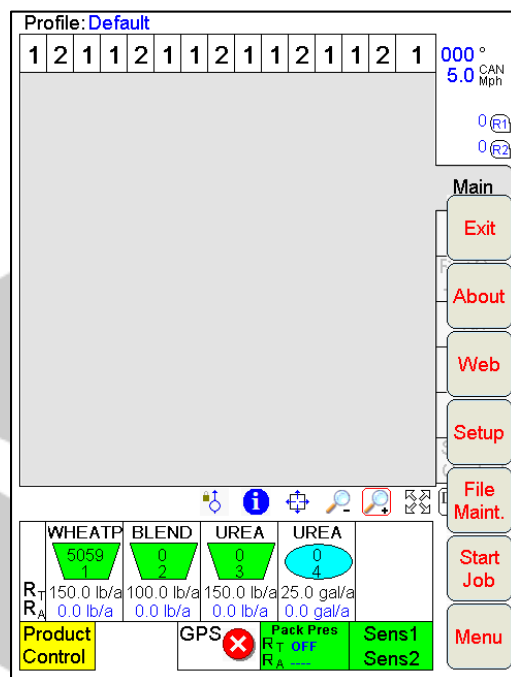 Profile: Default
1 2 1 1 2 1 1 2 1 1 2 1 1 2 1
000 °
5.0 CAN Mph
0 R1
0 R2
Main
Exit
About
Web
Setup
File Maint.
Start Job
Menu
WHEATP BLEND UREA UREA
5059 0 0 0
1 2 3 4
RT 150.0 lb/a 100.0 lb/a 150.0 lb/a 25.0 gal/a
RA 0.0 lb/a 0.0 lb/a 0.0 lb/a 0.0 gal/a
Product Control
GPS
Pack Pres
RT OFF
RA ----
Sens1
Sens2